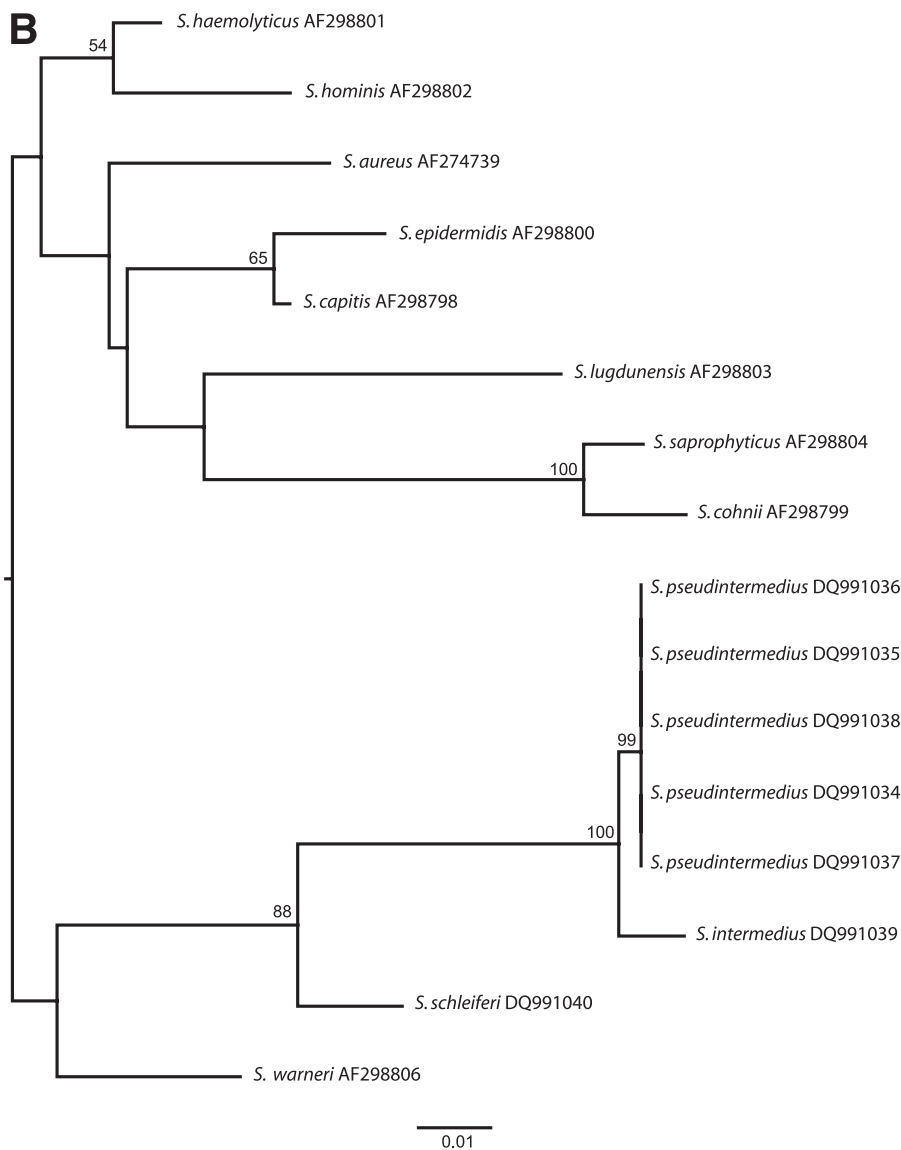 B
S. haemolyticus AF298801
54
S. hominis AF298802
S. aureus AF274739
S. epidermidis AF298800
65
S. capitis AF298798
S. lugdunensis AF298803
S. saprophyticus AF298804
100
S. cohnii AF298799
S. pseudintermedius DQ991036
S. pseudintermedius DQ991035
S. pseudintermedius DQ991038
99
S. pseudintermedius DQ991034
100
S. pseudintermedius DQ991037
88
S. intermedius DQ991039
S. schleiferi DQ991040
S. warneri AF298806
0.01